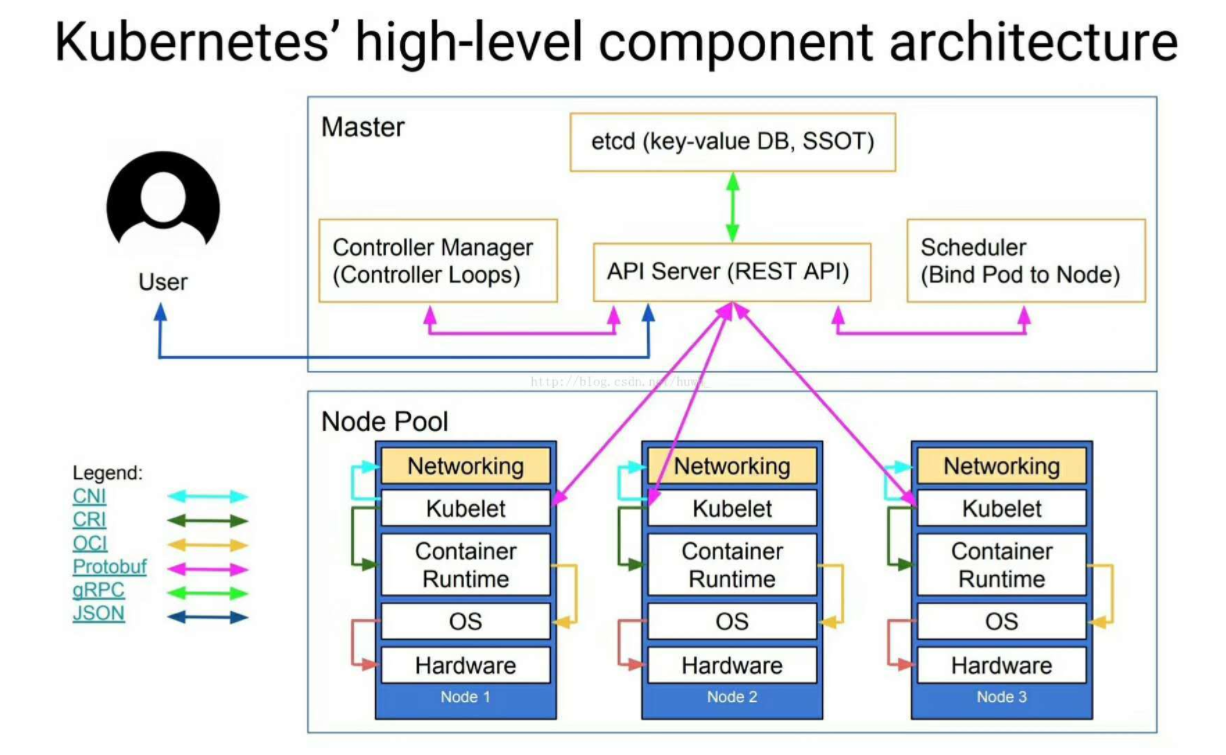 Kubernetes’ high-level component architecture
Master
etcd (key-value DB, SSOT)
Controller Manager
(Controller Loops)
API Server (REST API)
Scheduler
(Bind Pod to Node)
User
http://blog.csdn.net/
Node Pool
Legend:
CNI
CRI
OCI
Protobuf
gRPC
JSON
Networking
Kubelet
Container
Runtime
OS
Hardware
Node 1
Networking
Kubelet
Container
Runtime
OS
Hardware
Node 2
Networking
Kubelet
Container
Runtime
OS
Hardware
Node 3